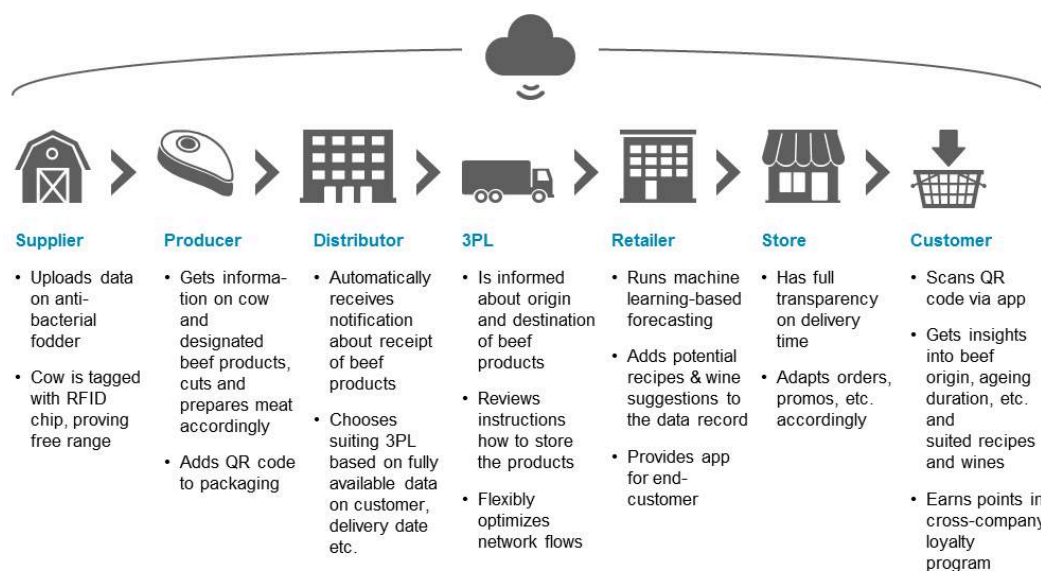 Supplier
• Uploads data
on anti-
bacterial
fodder
• Cow is tagged
with RFID
chip, proving
free range
Producer
• Gets informa-
tion on cow
and
designated
beef products,
cuts and
prepares meat
accordingly
• Adds QR code
to packaging
Distributor
• Automatically
receives
notification
about receipt
of beef
products
• Chooses
suiting 3PL
based on fully
available data
on customer,
delivery date
etc.
3PL
• Is informed
about origin
and destination
of beef
products
• Reviews
instructions
how to store
the products
• Flexibly
optimizes
network flows
Retailer
• Runs machine
learning-based
forecasting
• Adds potential
recipes & wine
suggestions to
the data record
• Provides app
for end-
customer
Store
• Has full
transparency
on delivery
time
• Adapts orders,
promos, etc.
accordingly
Customer
• Scans QR
code via app
• Gets insights
into beef
origin, ageing
duration, etc.
and
suited recipes
and wines
• Earns points in
cross-company
loyalty
program